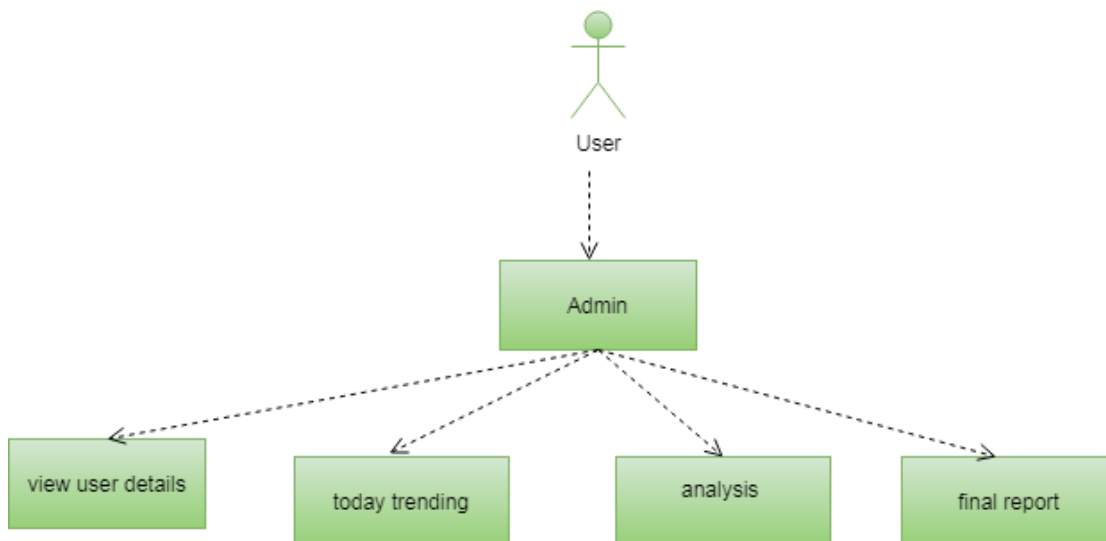 User
Admin
view user details
today trending
analysis
final report